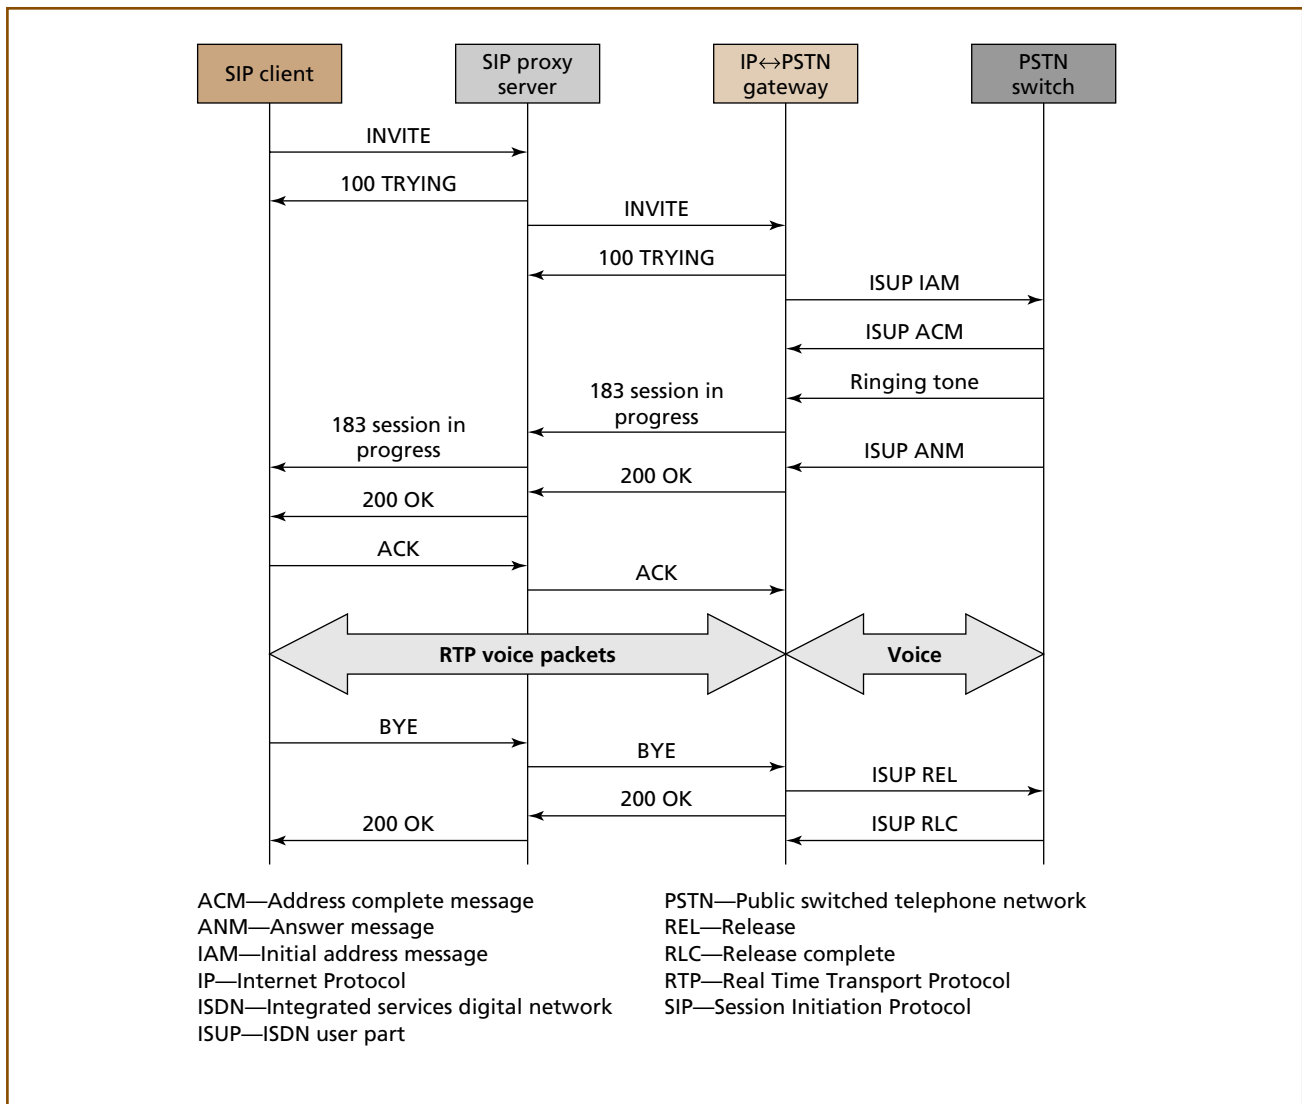 SIP client
SIP proxy
server
IP↔PSTN
gateway
PSTN
switch
INVITE
100 TRYING
INVITE
100 TRYING
ISUP IAM
ISUP ACM
Ringing tone
183 session in
progress
183 session in
progress
ISUP ANM
200 OK
200 OK
ACK
ACK
RTP voice packets
Voice
BYE
BYE
ISUP REL
200 OK
200 OK
ISUP RLC
ACM—Address complete message
ANM—Answer message
IAM—Initial address message
IP—Internet Protocol
ISDN—Integrated services digital network
ISUP—ISDN user part
PSTN—Public switched telephone network
REL—Release
RLC—Release complete
RTP—Real Time Transport Protocol
SIP—Session Initiation Protocol